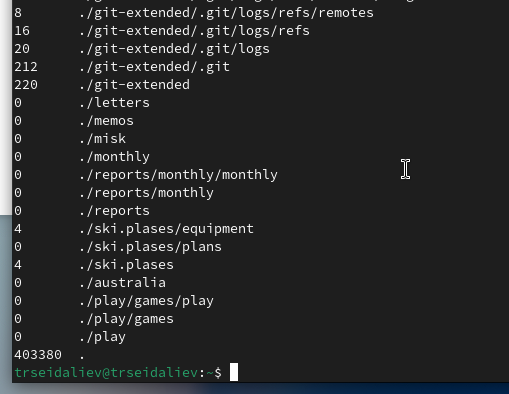 8       ./git-extended/.git/logs/refs/remotes
16      ./git-extended/.git/logs/refs
20      ./git-extended/.git/logs
212     ./git-extended/.git
220     ./git-extended
0       ./letters
0       ./memos
0       ./misk
0       ./monthly
0       ./reports/monthly/monthly
0       ./reports/monthly
0       ./reports
4       ./ski.plases/equipment
0       ./ski.plases/plans
4       ./ski.plases
0       ./australia
0       ./play/games/play
0       ./play/games
0       ./play
403380  .
trseidaliev@trseidaliev:~$